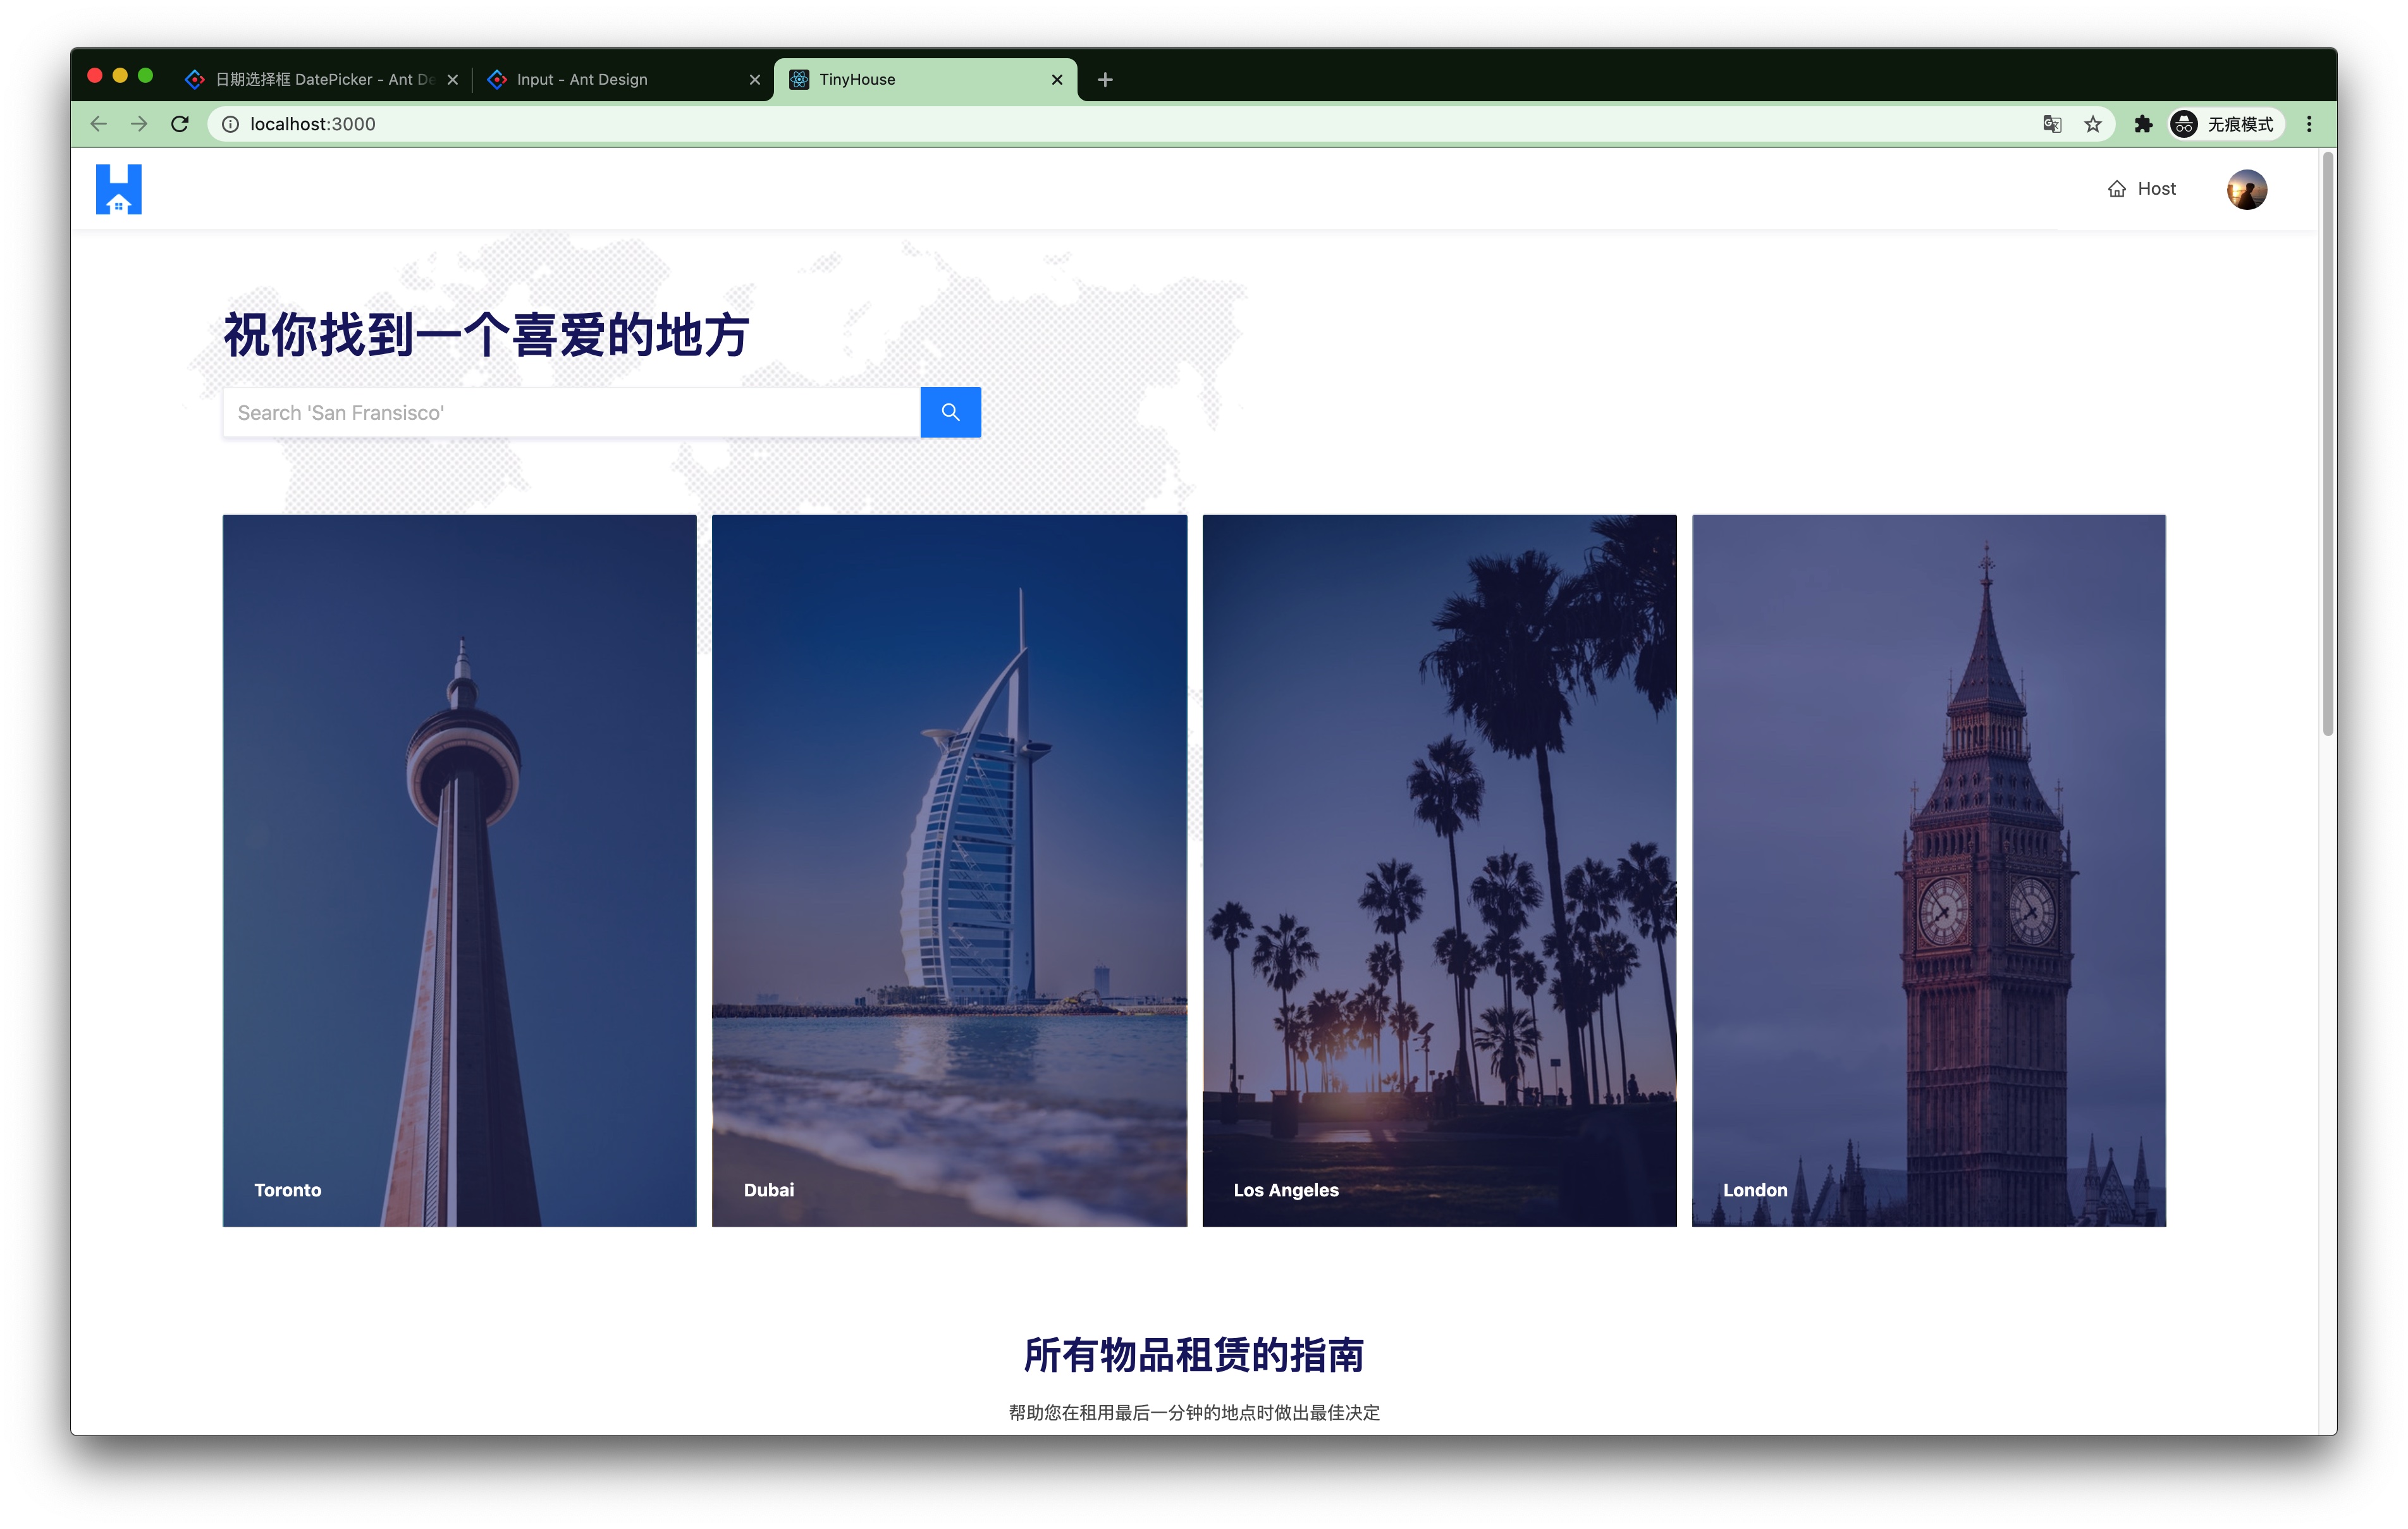 日期选择框 DatePicker - Ant De
Input - Ant Design
TinyHouse
localhost:3000
无痕模式
Host
祝你找到一个喜爱的地方
Search 'San Fransisco'
Toronto
Dubai
Los Angeles
London
所有物品租赁的指南
帮助您在租用最后一分钟的地点时做出最佳决定